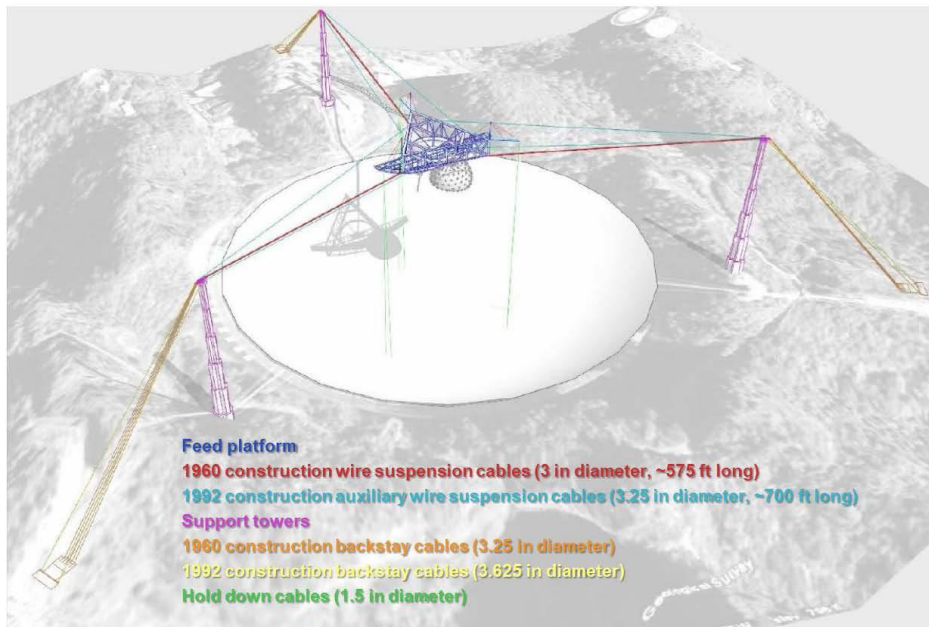 Feed platform
1960 construction wire suspension cables (3 in diameter, ~575 ft long)
1992 construction auxiliary wire suspension cables (3.25 in diameter, ~700 ft long)
Support towers
1960 construction backstay cables (3.25 in diameter)
1992 construction backstay cables (3.625 in diameter)
Hold down cables (1.5 in diameter)
Geological Survey